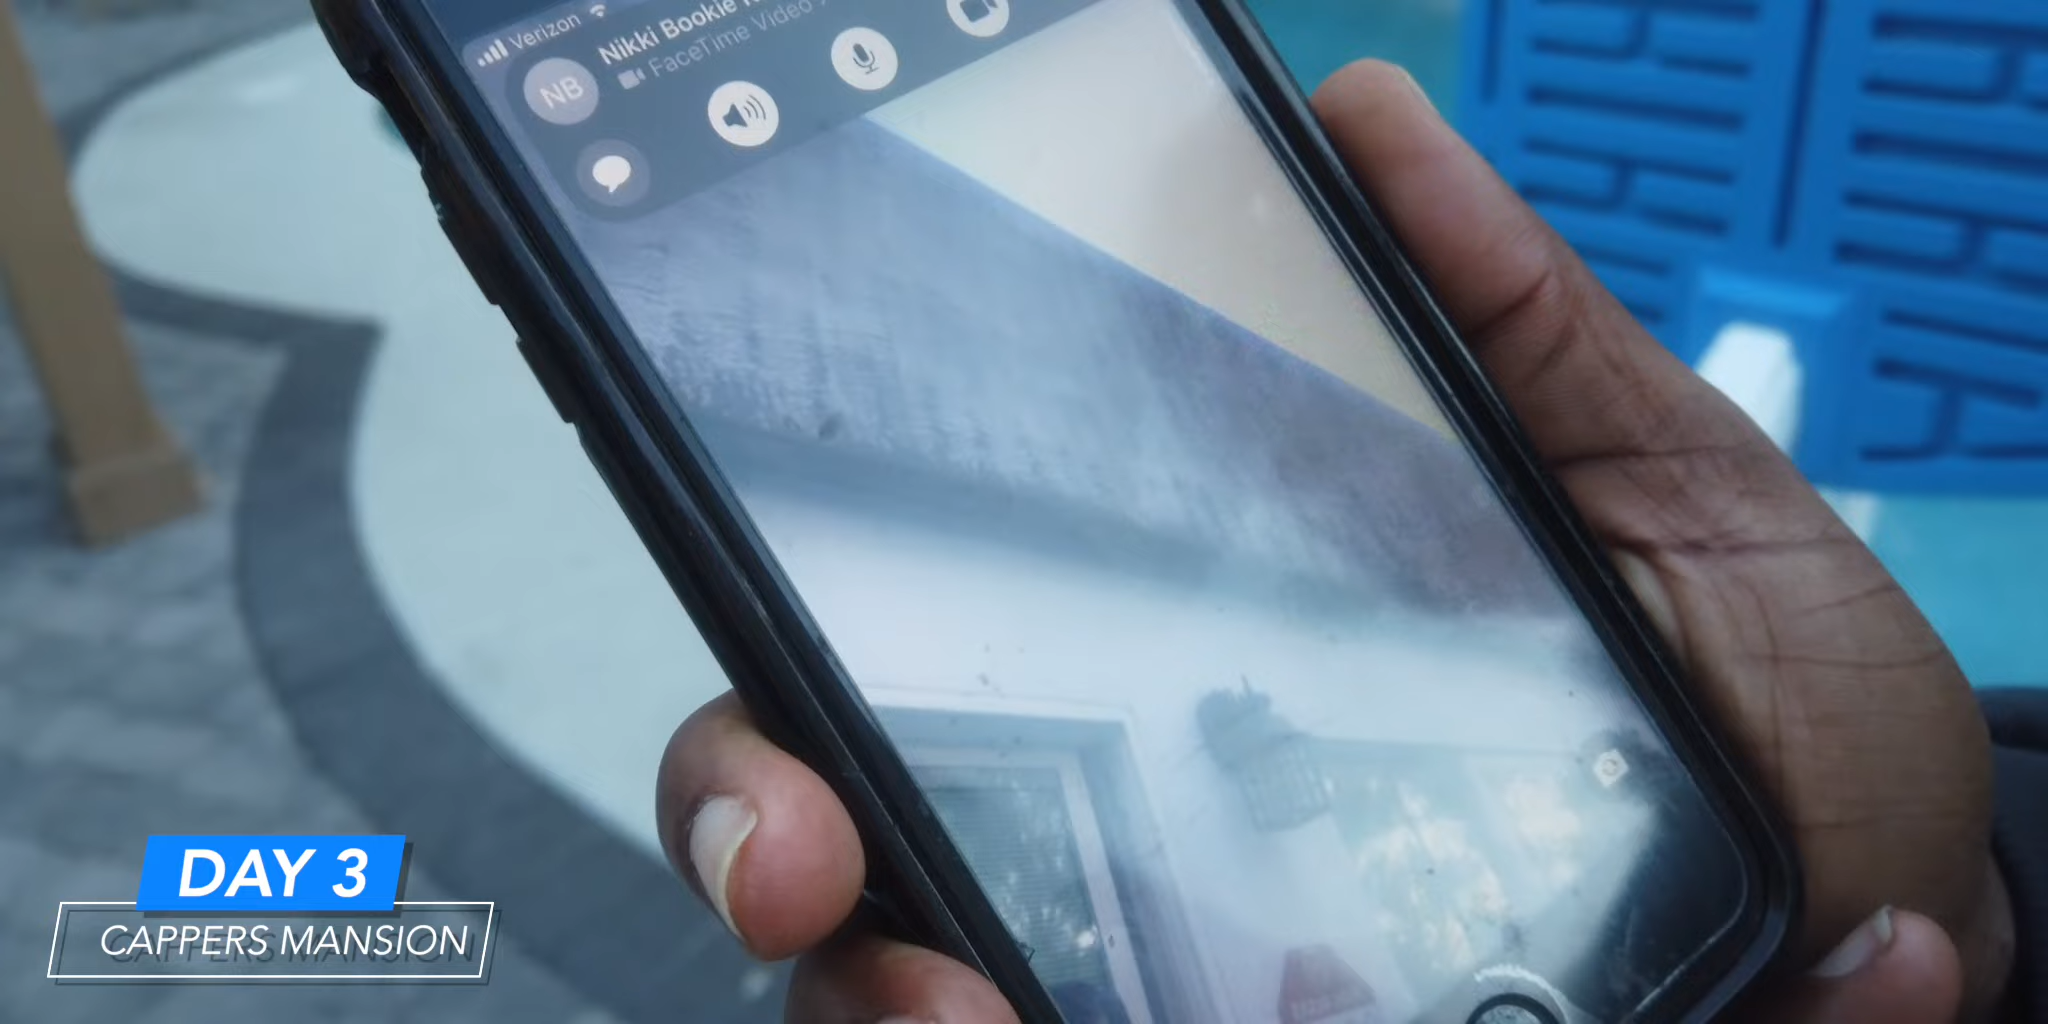 Verizon
Nikki Bookie
NB
FaceTime Video
DAY 3
CAPPERS MANSION